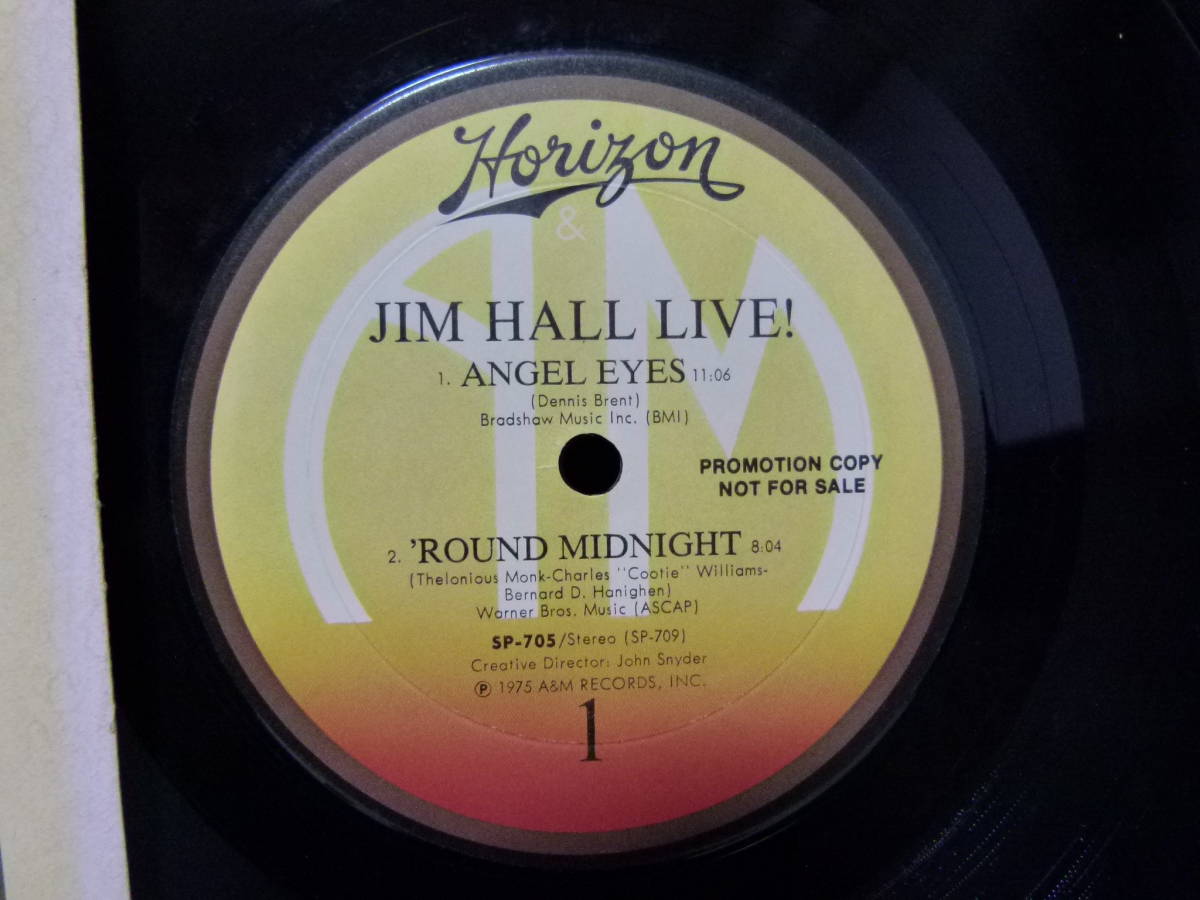 Horizon
&
AM
JIM HALL LIVE!
1. ANGEL EYES 11:06
(Dennis Brent)
Bradshaw Music Inc. (BMI)
PROMOTION COPY
NOT FOR SALE
2. 'ROUND MIDNIGHT 8:04
(Thelonious Monk-Charles "Cootie" Williams-
Bernard D. Hanighen)
Warner Bros. Music (ASCAP)
SP-705/Stereo (SP-709)
Creative Director: John Snyder
℗ 1975 A&M RECORDS, INC.
1